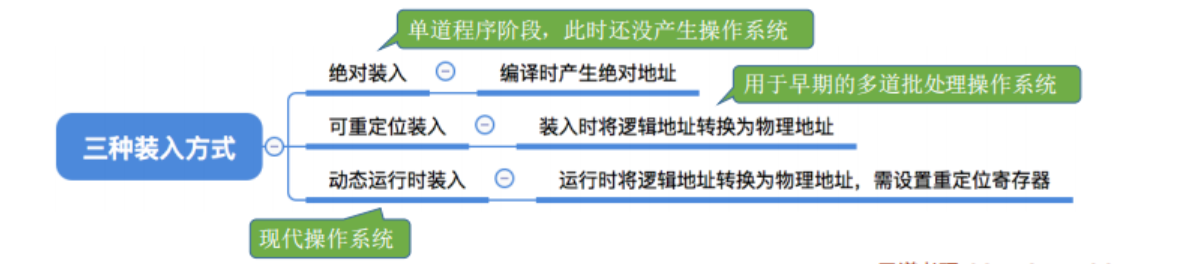 单道程序阶段，此时还没产生操作系统
绝对装入
编译时产生绝对地址
用于早期的多道批处理操作系统
三种装入方式
可重定位装入
装入时将逻辑地址转换为物理地址
动态运行时装入
运行时将逻辑地址转换为物理地址，需设置重定位寄存器
现代操作系统